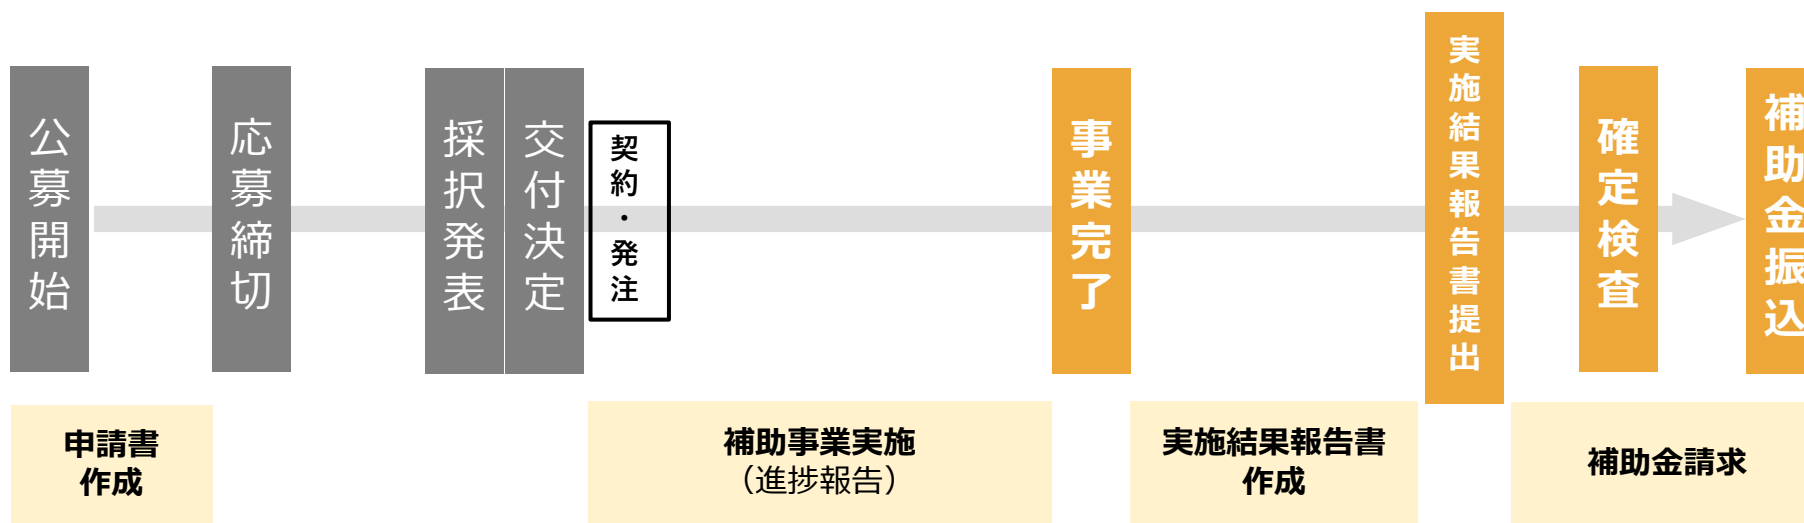 公募開始
応募締切
採択発表
交付決定
契約・発注
事業完了
実施結果報告書提出
確定検査
補助金振込
申請書
作成
補助事業実施
（進捗報告）
実施結果報告書
作成
補助金請求